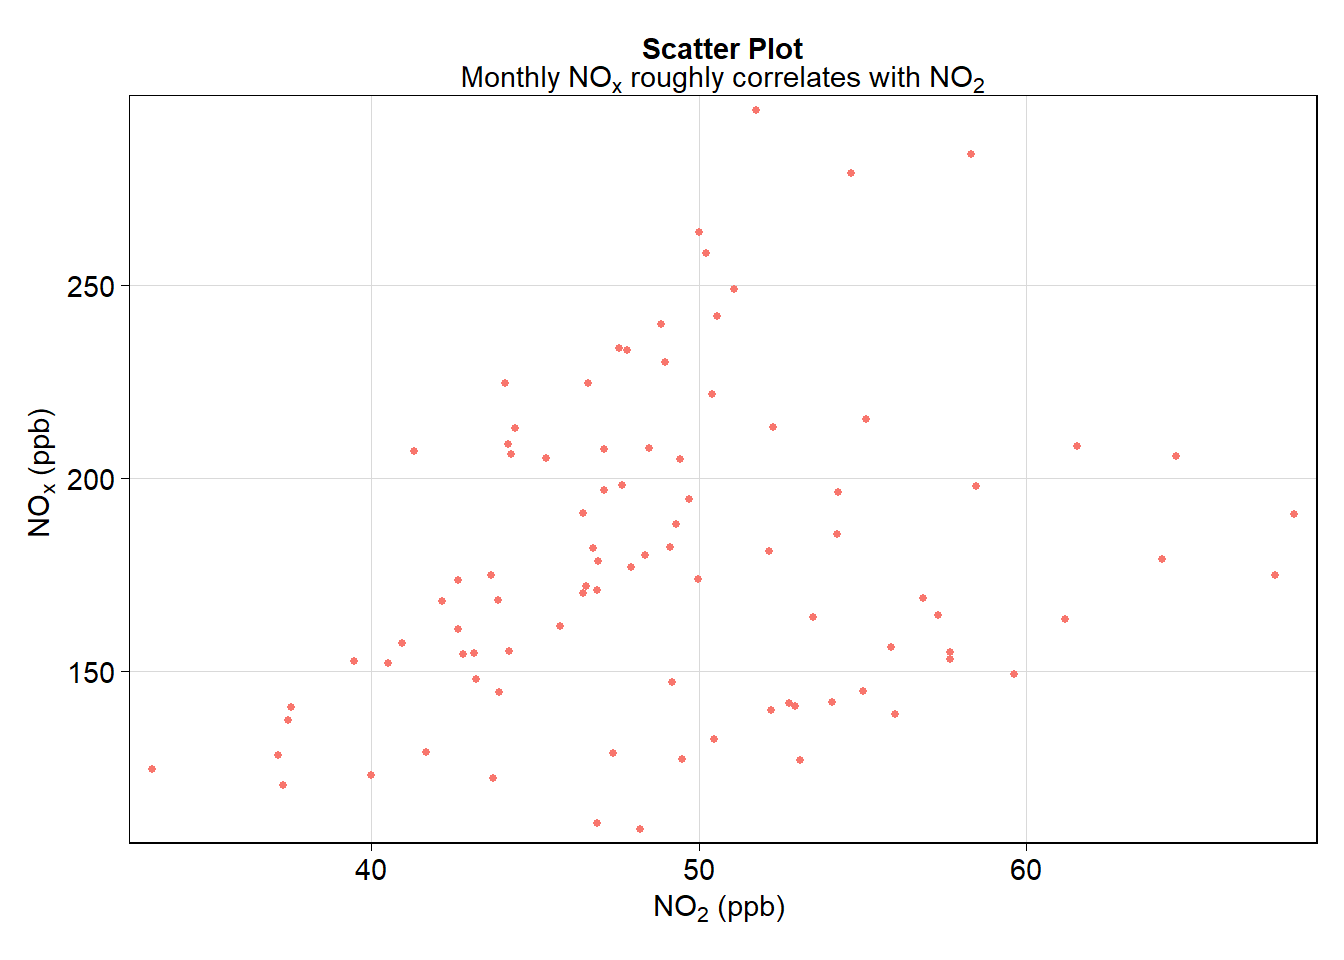 Scatter Plot
Monthly NOₓ roughly correlates with NO₂
250
200
150
NOₓ (ppb)
40 50 60
NO₂ (ppb)